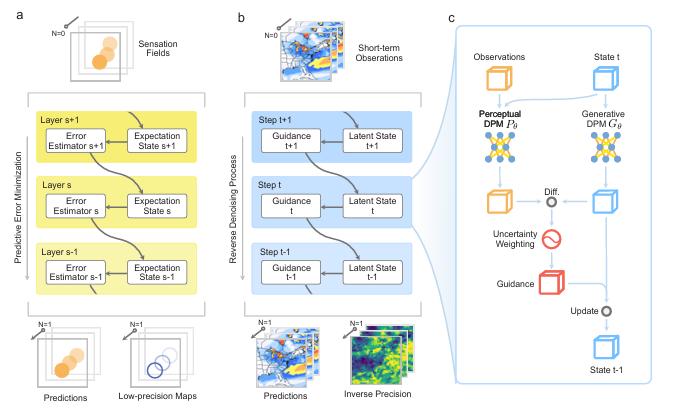 a
N=0
Sensation
Fields
Predictive Error Minimization
Layer s+1
Error
Estimator s+1
Expectation
State s+1
Layer s
Error
Estimator s
Expectation
State s
Layer s-1
Error
Estimator s-1
Expectation
State s-1
N=1
Predictions
N=1
Low-precision Maps
b
N=0
Short-term
Obserations
Reverse Denoising Process
Step t+1
Guidance
t+1
Latent State
t+1
Step t
Guidance
t
Latent State
t
Step t-1
Guidance
t-1
Latent State
t-1
N=1
Predictions
N=1
Inverse Precision
c
Observations
State t
Perceptual
DPM Pθ
Generative
DPM Gθ
Diff.
Uncertainty
Weighting
Guidance
Update
State t-1